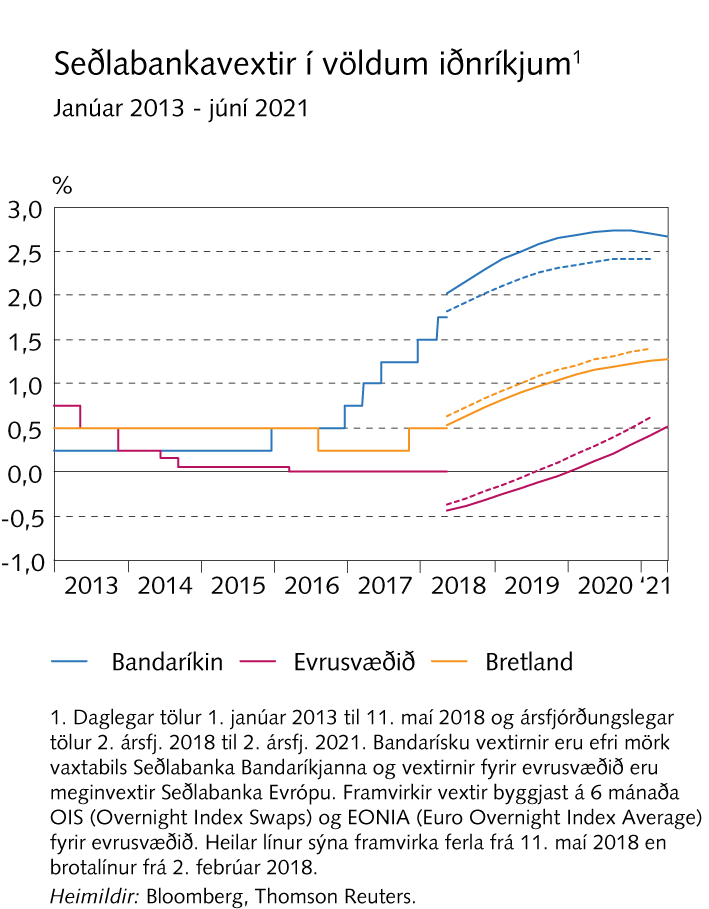 Seðlabankavextir í völdum iðnríkjum¹
Janúar 2013 - júní 2021
%
3,0
2,5
2,0
1,5
1,0
0,5
0,0
-0,5
-1,0
2013 2014 2015 2016 2017 2018 2019 2020 '21
Bandaríkin Evrusvæðið Bretland
1. Daglegar tölur 1. janúar 2013 til 11. maí 2018 og ársfjórðungslegar
tölur 2. ársfj. 2018 til 2. ársfj. 2021. Bandarísku vextirnir eru efri mörk
vaxtabils Seðlabanka Bandaríkjanna og vextirnir fyrir evrusvæðið eru
meginvextir Seðlabanka Evrópu. Framvirkir vextir byggjast á 6 mánaða
OIS (Overnight Index Swaps) og EONIA (Euro Overnight Index Average)
fyrir evrusvæðið. Heilar línur sýna framvirka ferla frá 11. maí 2018 en
brotalínur frá 2. febrúar 2018.
Heimildir: Bloomberg, Thomson Reuters.